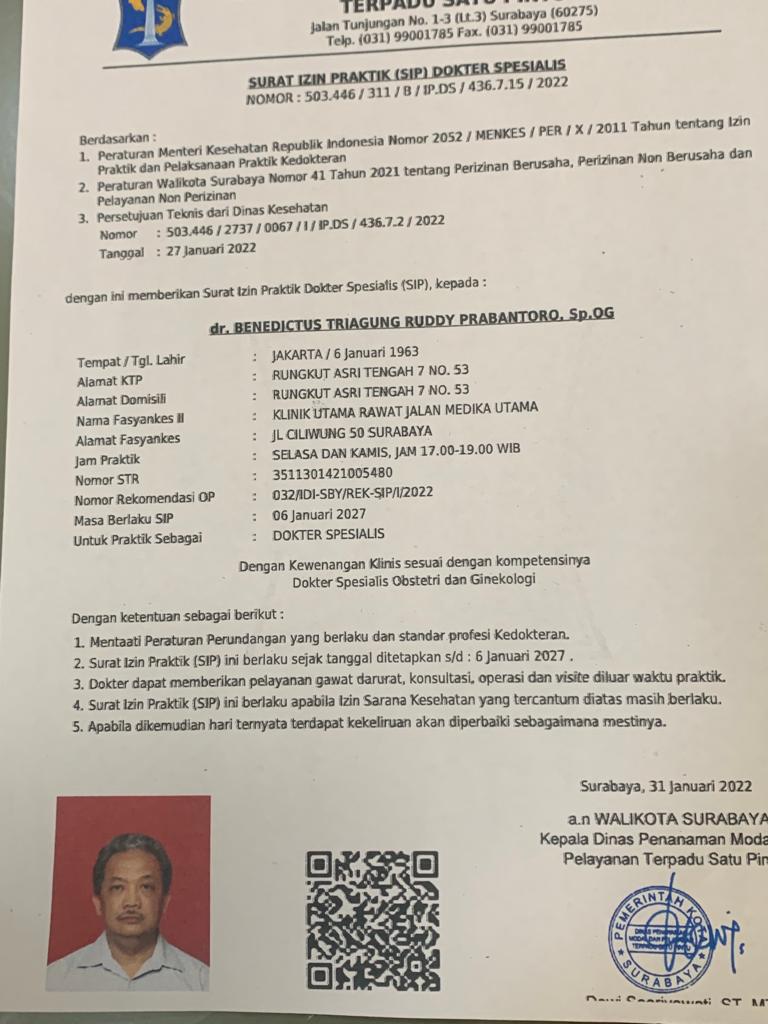 TERPADU SATU PIN
Jalan Tunjungan No. 1-3 (Lt.3) Surabaya (60275)
Telp. (031) 99001785 Fax. (031) 99001785
SURAT IZIN PRAKTIK (SIP) DOKTER SPESIALIS
NOMOR : 503.446 / 311 / B / IP.DS / 436.7.15 / 2022
Berdasarkan :
1. Peraturan Menteri Kesehatan Republik Indonesia Nomor 2052 / MENKES / PER / X / 2011 Tahun tentang Izin
Praktik dan Pelaksanaan Praktik Kedokteran
2. Peraturan Walikota Surabaya Nomor 41 Tahun 2021 tentang Perizinan Berusaha, Perizinan Non Berusaha dan
Pelayanan Non Perizinan
3. Persetujuan Teknis dari Dinas Kesehatan
Nomor : 503.446 / 2737 / 0067 / I / IP.DS / 436.7.2 / 2022
Tanggal : 27 Januari 2022
dengan ini memberikan Surat Izin Praktik Dokter Spesialis (SIP), kepada :
dr. BENEDICTUS TRIAGUNG RUDDY PRABANTORO, Sp.OG
Tempat / Tgl. Lahir : JAKARTA / 6 Januari 1963
Alamat KTP : RUNGKUT ASRI TENGAH 7 NO. 53
Alamat Domisili : RUNGKUT ASRI TENGAH 7 NO. 53
Nama Fasyankes II : KLINIK UTAMA RAWAT JALAN MEDIKA UTAMA
Alamat Fasyankes : JL CILIWUNG 50 SURABAYA
Jam Praktik : SELASA DAN KAMIS, JAM 17.00-19.00 WIB
Nomor STR : 3511301421005480
Nomor Rekomendasi OP : 032/IDI-SBY/REK-SIP/I/2022
Masa Berlaku SIP : 06 Januari 2027
Untuk Praktik Sebagai : DOKTER SPESIALIS
Dengan Kewenangan Klinis sesuai dengan kompetensinya
Dokter Spesialis Obstetri dan Ginekologi
Dengan ketentuan sebagai berikut :
1. Mentaati Peraturan Perundangan yang berlaku dan standar profesi Kedokteran.
2. Surat Izin Praktik (SIP) ini berlaku sejak tanggal ditetapkan s/d : 6 Januari 2027 .
3. Dokter dapat memberikan pelayanan gawat darurat, konsultasi, operasi dan visite diluar waktu praktik.
4. Surat Izin Praktik (SIP) ini berlaku apabila Izin Sarana Kesehatan yang tercantum diatas masih berlaku.
5. Apabila dikemudian hari ternyata terdapat kekeliruan akan diperbaiki sebagaimana mestinya.
Surabaya, 31 Januari 2022
a.n WALIKOTA SURABAYA
Kepala Dinas Penanaman Moda
Pelayanan Terpadu Satu Pin
PEMERINTAH KOTA
SURABAYA